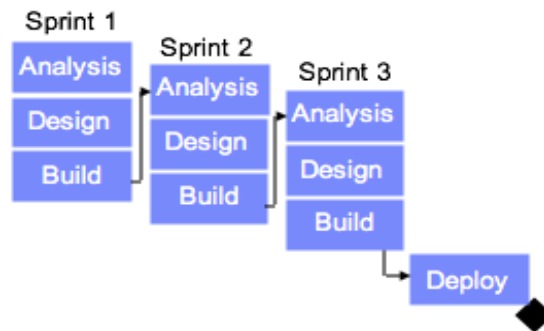 Sprint 1
Analysis
Design
Build
Sprint 2
Analysis
Design
Build
Sprint 3
Analysis
Design
Build
Deploy